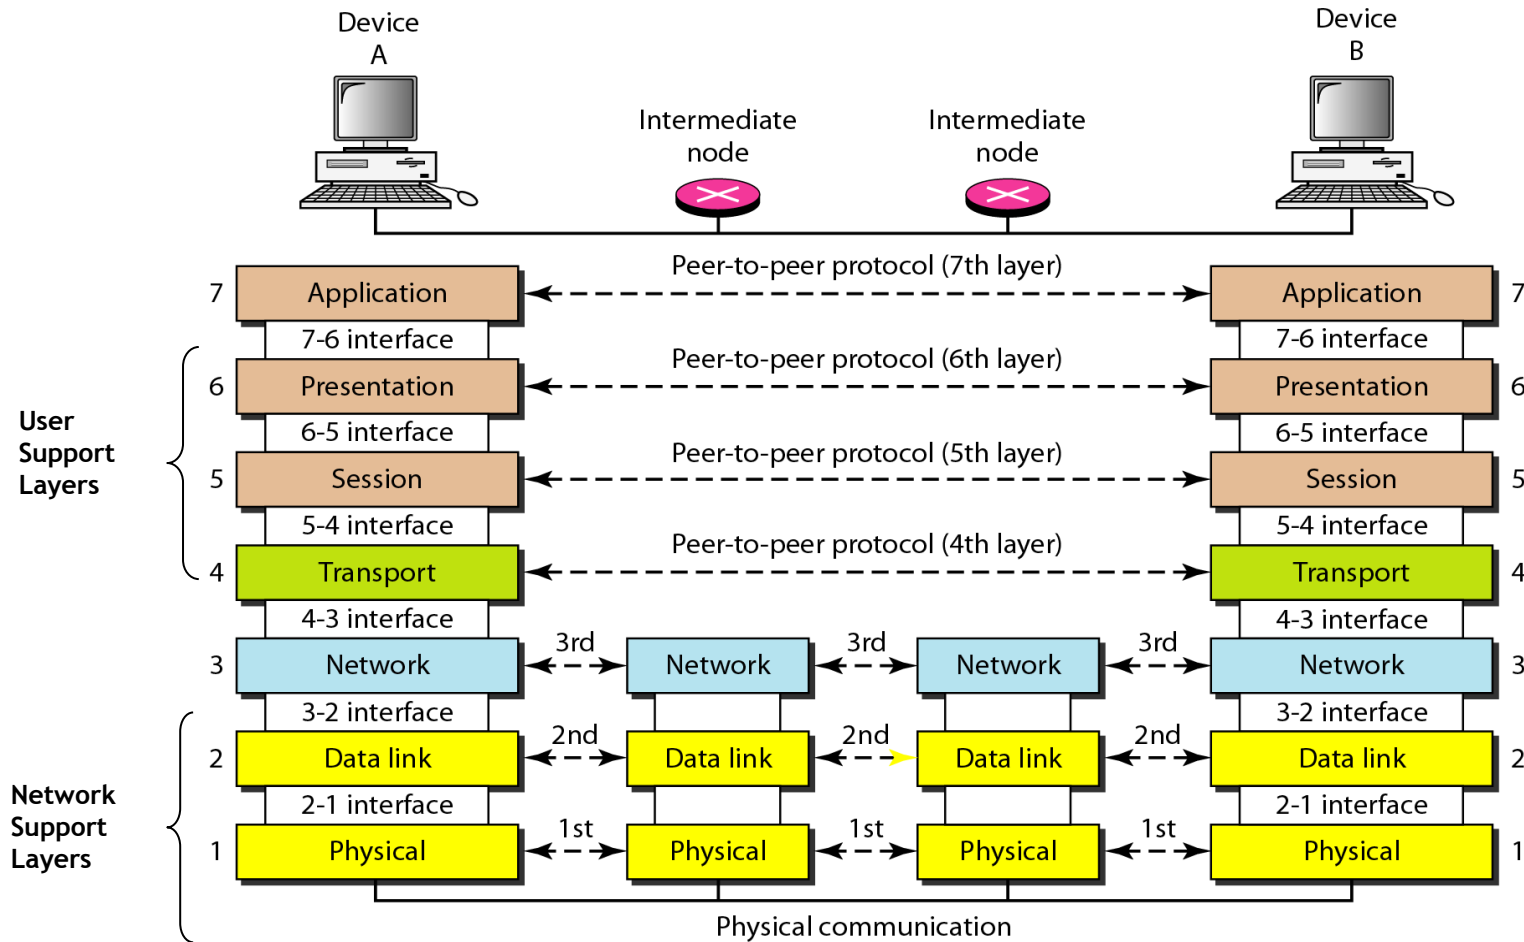 Device
A
Device
B
Intermediate
node
Intermediate
node
Peer-to-peer protocol (7th layer)
7
Application
Application
7
7-6 interface
7-6 interface
Peer-to-peer protocol (6th layer)
6
Presentation
Presentation
6
User
Support
Layers
6-5 interface
6-5 interface
Peer-to-peer protocol (5th layer)
5
Session
Session
5
5-4 interface
5-4 interface
Peer-to-peer protocol (4th layer)
4
Transport
Transport
4
4-3 interface
4-3 interface
3
Network
3rd
Network
3rd
Network
3rd
Network
3
3-2 interface
3-2 interface
2
Data link
2nd
Data link
2nd
Data link
2nd
Data link
2
Network
Support
Layers
2-1 interface
2-1 interface
1
Physical
1st
Physical
1st
Physical
1st
Physical
1
Physical communication